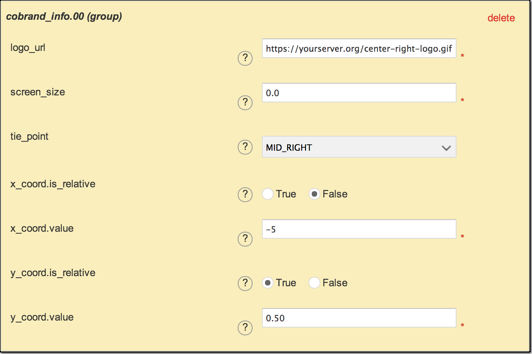 cobrand_info.00 (group) delete
logo_url ? https://yourserver.org/center-right-logo.gif *
screen_size ? 0.0 *
tie_point ? MID_RIGHT
x_coord.is_relative ? True False
x_coord.value ? -5 *
y_coord.is_relative ? True False
y_coord.value ? 0.50 *